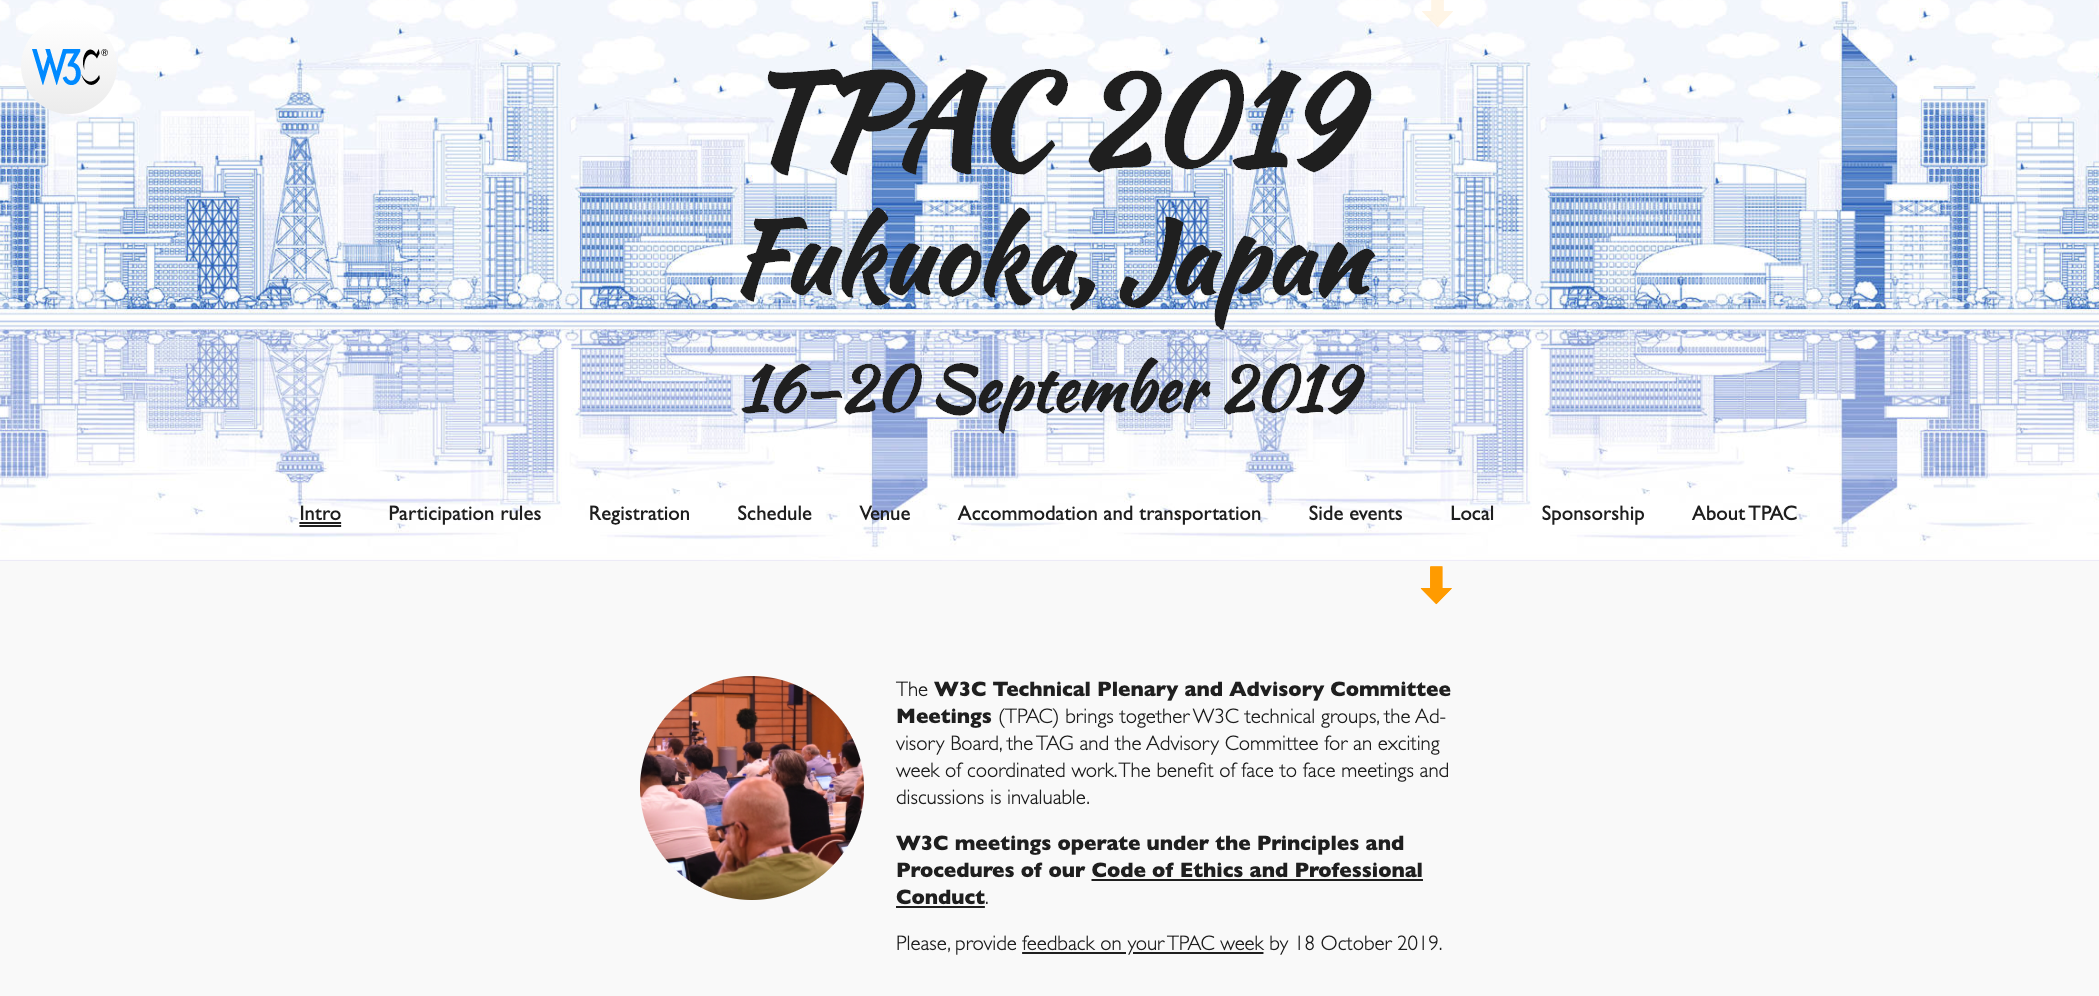 W3C®
TPAC 2019
Fukuoka, Japan
16–20 September 2019
Intro Participation rules Registration Schedule Venue Accommodation and transportation Side events Local Sponsorship About TPAC
The W3C Technical Plenary and Advisory Committee
Meetings (TPAC) brings together W3C technical groups, the Ad-
visory Board, the TAG and the Advisory Committee for an exciting
week of coordinated work. The benefit of face to face meetings and
discussions is invaluable.
W3C meetings operate under the Principles and
Procedures of our Code of Ethics and Professional
Conduct.
Please, provide feedback on your TPAC week by 18 October 2019.